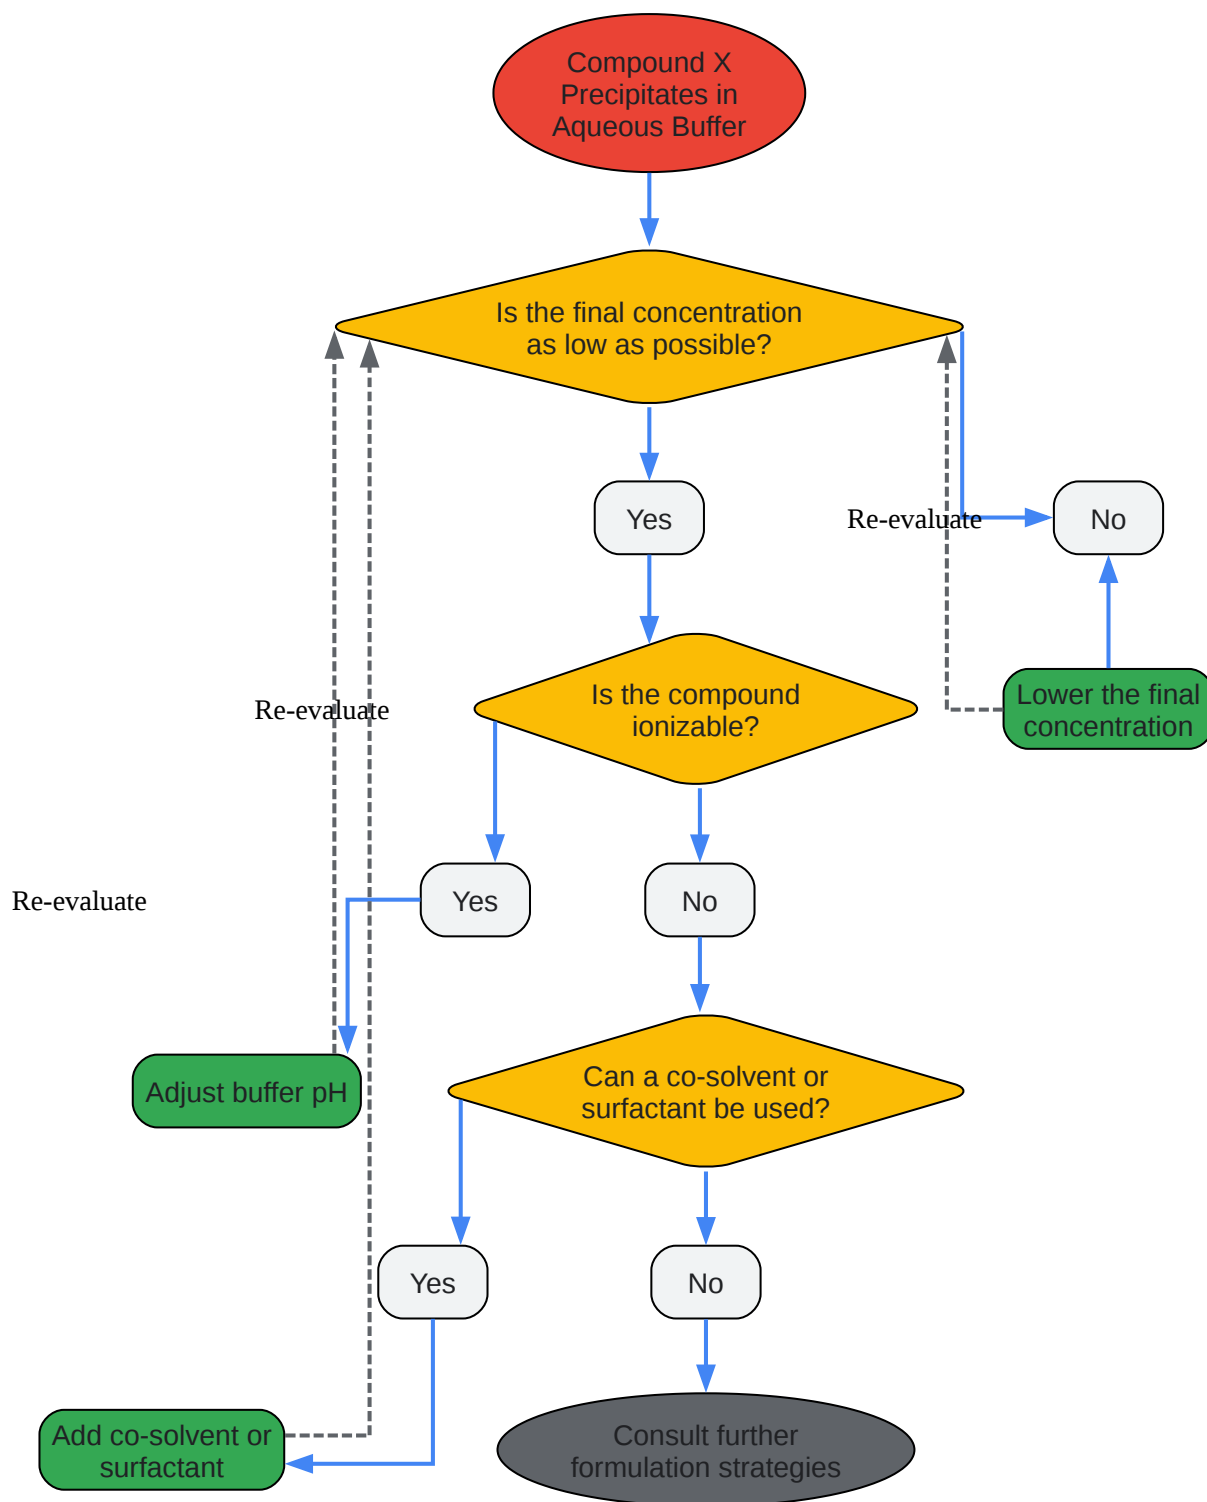 Compound X
Precipitates in
Aqueous Buffer
Is the final concentration
as low as possible?
Yes
Re-evaluate
No
Is the compound
ionizable?
Lower the final
concentration
Re-evaluate
Yes
No
Re-evaluate
Adjust buffer pH
Can a co-solvent or
surfactant be used?
Yes
No
Add co-solvent or
surfactant
Consult further
formulation strategies